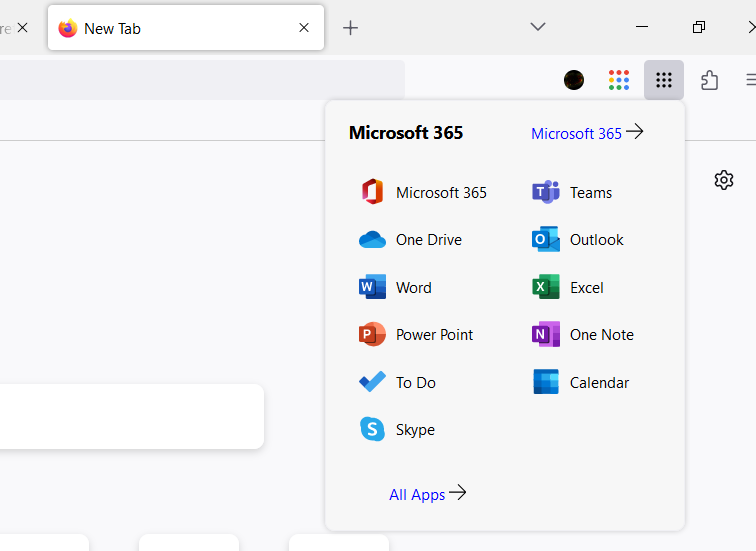 re
New Tab
Microsoft 365
Microsoft 365
Microsoft 365
Teams
One Drive
Outlook
Word
Excel
Power Point
One Note
To Do
Calendar
Skype
All Apps